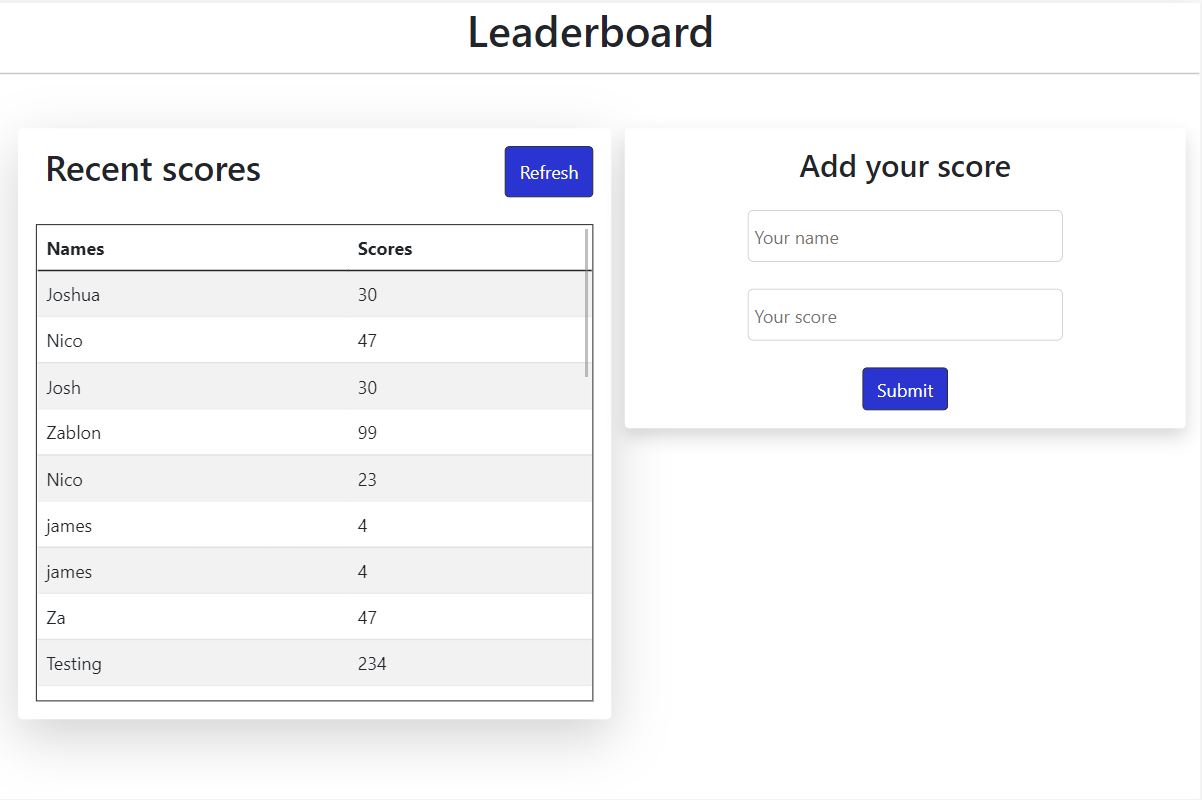 Leaderboard
Recent scores
Refresh
Names Scores
Joshua 30
Nico 47
Josh 30
Zablon 99
Nico 23
james 4
james 4
Za 47
Testing 234
Add your score
Your name
Your score
Submit